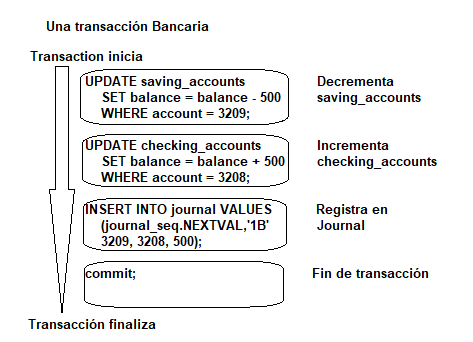 Una transacción Bancaria
Transaction inicia
UPDATE saving_accounts
SET balance = balance - 500
WHERE account = 3209;
Decrementa
saving_accounts
UPDATE checking_accounts
SET balance = balance + 500
WHERE account = 3208;
Incrementa
checking_accounts
INSERT INTO journal VALUES
(journal_seq.NEXTVAL,'1B'
3209, 3208, 500);
Registra en
Journal
commit;
Fin de transacción
Transacción finaliza